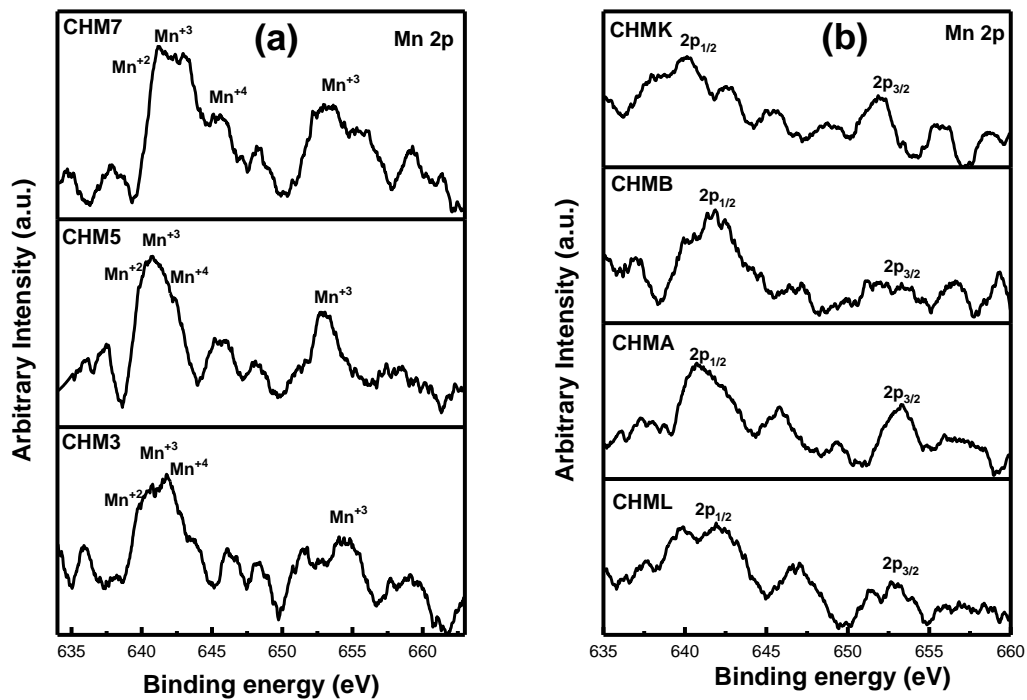 CHM7
Mn+3
(a)
Mn 2p
Mn+2
Mn+4
Mn+3
CHM5
Mn+3
Mn+2
Mn+4
Mn+3
CHM3
Mn+3
Mn+4
Mn+2
Mn+3
635 640 645 650 655 660
Binding energy (eV)
Arbitrary Intensity (a.u.)
CHMK
2p1/2
(b)
Mn 2p
2p3/2
CHMB
2p1/2
2p3/2
CHMA
2p1/2
2p3/2
CHML
2p1/2
2p3/2
635 640 645 650 655 660
Binding energy (eV)
Arbitrary Intensity (a.u.)